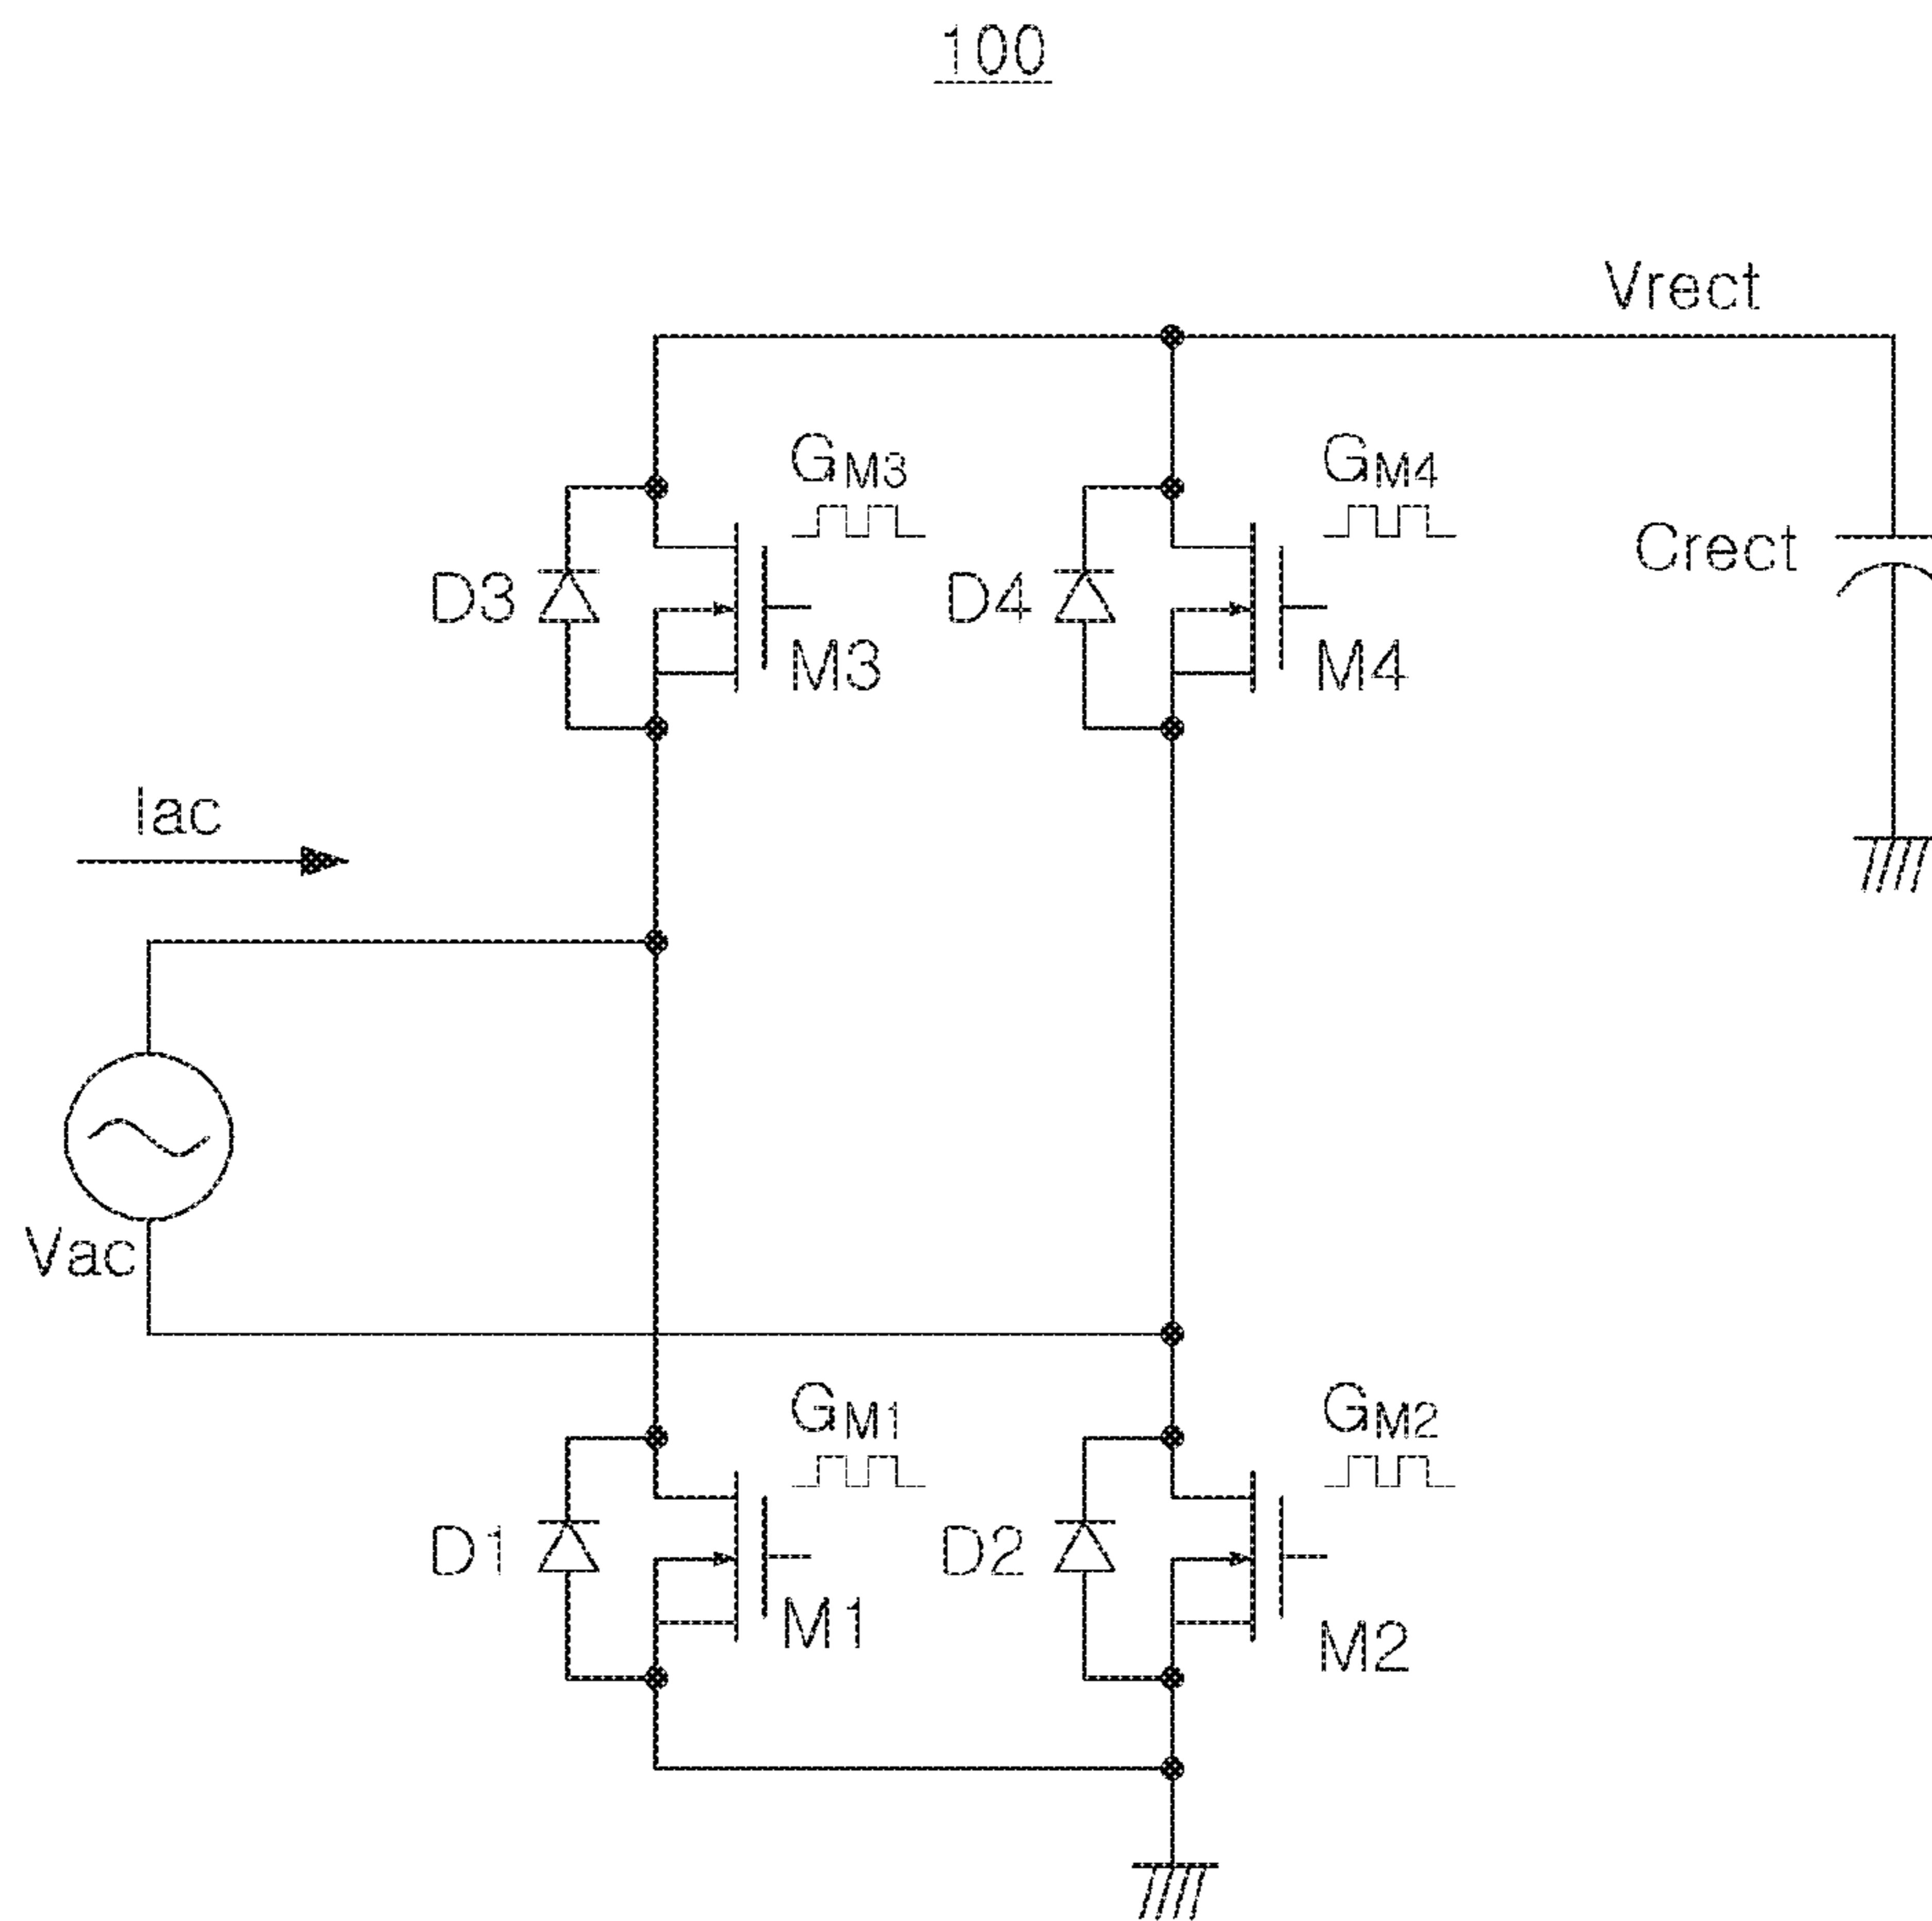 100
Vrect
GM3
GM4
Crect
D3
D4
M3
M4
Iac
Vac
GM1
GM2
D1
D2
M1
M2